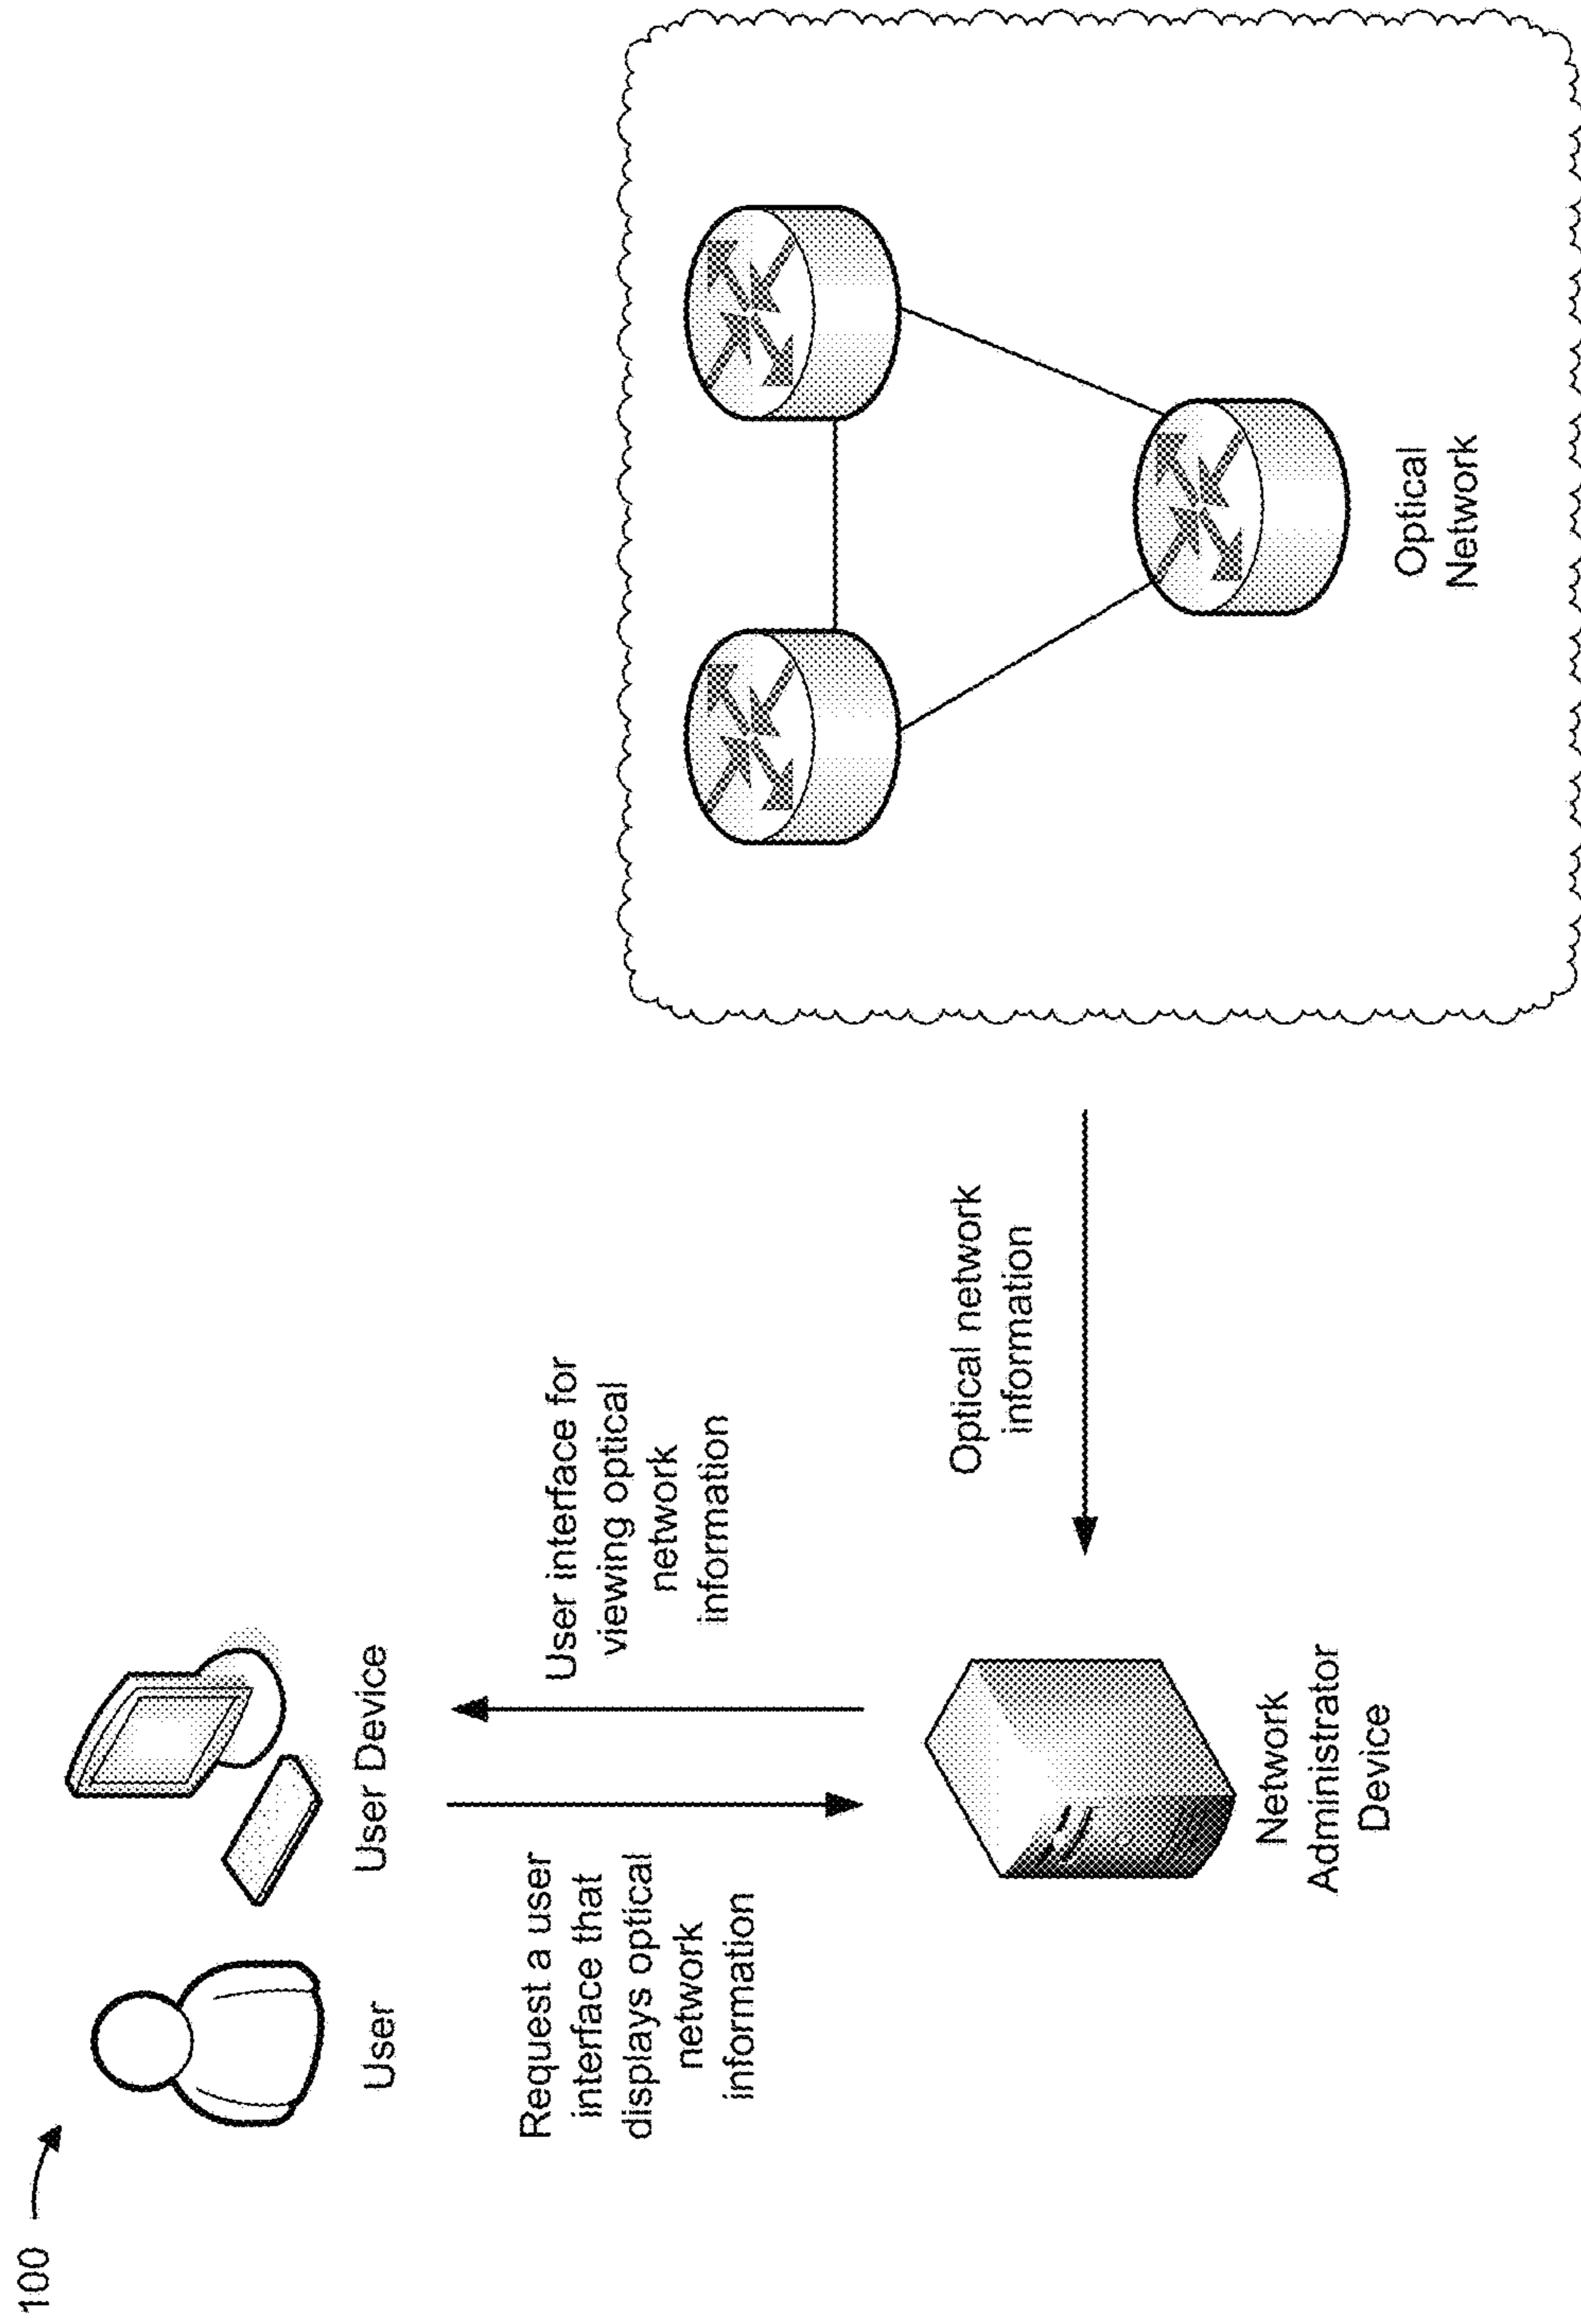 100
User
User Device
Request a user
interface that
displays optical
network
information
User interface for
viewing optical
network
information
Network
Administrator
Device
Optical network
information
Optical
Network